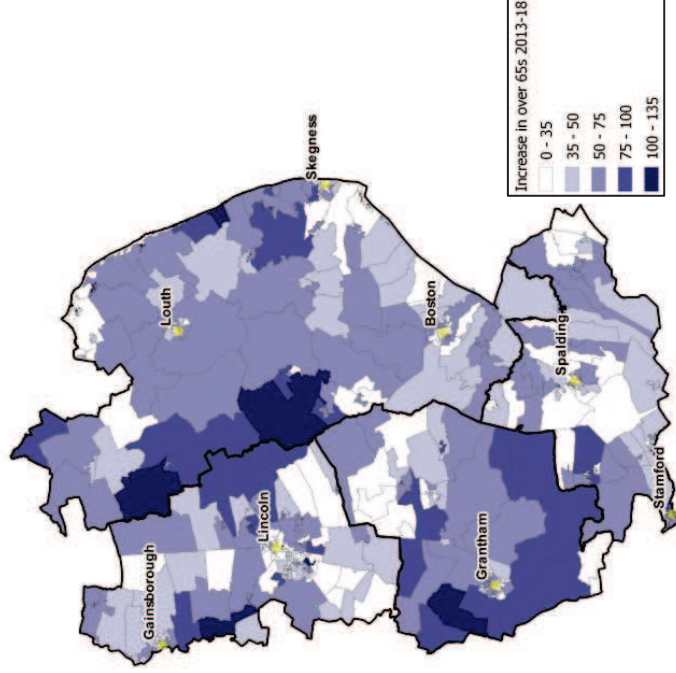 Skegness
Louth
Boston
Spalding
Stamford
Lincoln
Gainsborough
Grantham
Increase in over 65s 2013-18
0 - 35
35 - 50
50 - 75
75 - 100
100 - 135